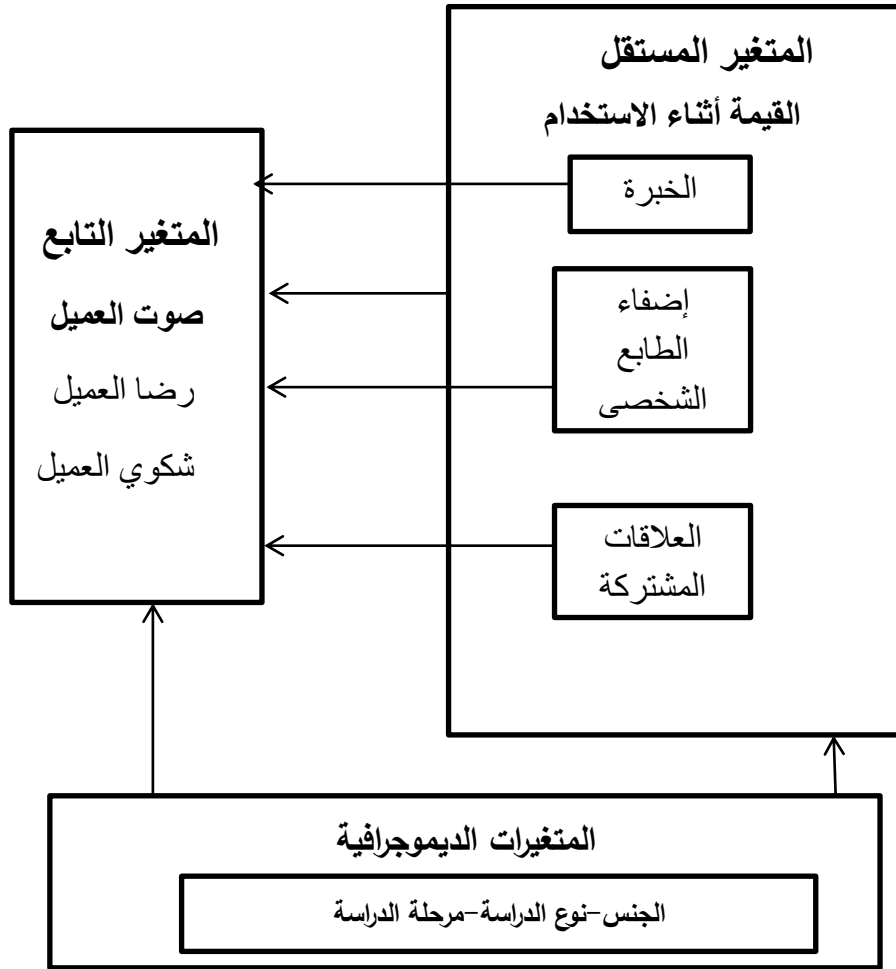 المتغير المستقل
القيمة أثناء الاستخدام
الخبرة
إضفاء
الطابع
الشخصى
العلاقات
المشتركة
المتغير التابع
صوت العميل
رضا العميل
شكوي العميل
المتغيرات الديموجرافية
الجنس-نوع الدراسة-مرحلة الدراسة